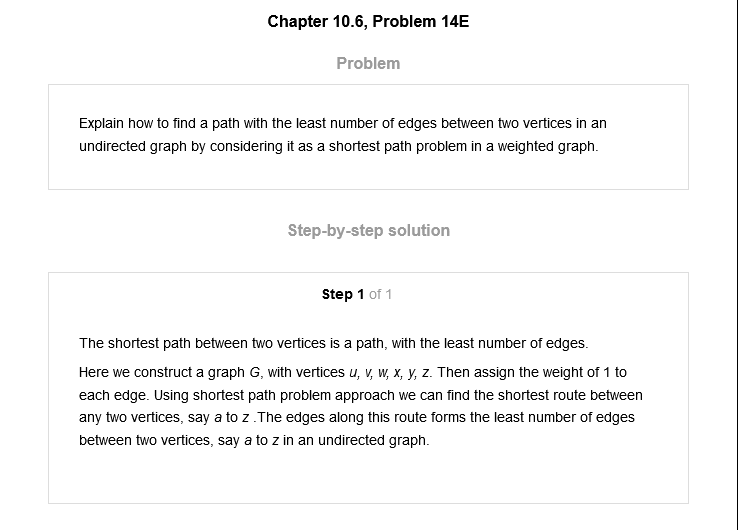 Chapter 10.6, Problem 14E
Problem
Explain how to find a path with the least number of edges between two vertices in an
undirected graph by considering it as a shortest path problem in a weighted graph.
Step-by-step solution
Step 1 of 1
The shortest path between two vertices is a path, with the least number of edges.
Here we construct a graph G, with vertices u, v, w, x, y, z. Then assign the weight of 1 to
each edge. Using shortest path problem approach we can find the shortest route between
any two vertices, say a to z .The edges along this route forms the least number of edges
between two vertices, say a to z in an undirected graph.